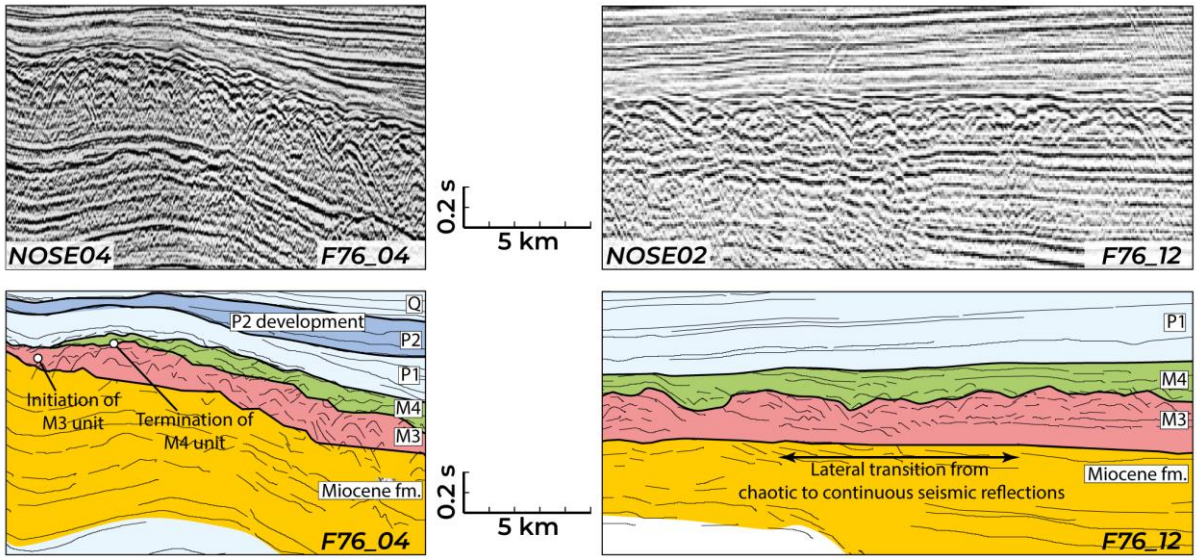 NOSE04
F76_04
0.2 s
5 km
NOSE02
F76_12
Q
P2 development
P2
P1
Initiation of
M3 unit
Termination of
M4 unit
M4
M3
Miocene fm.
F76_04
0.2 s
5 km
P1
M4
M3
Lateral transition from
chaotic to continuous seismic reflections
Miocene fm.
F76_12